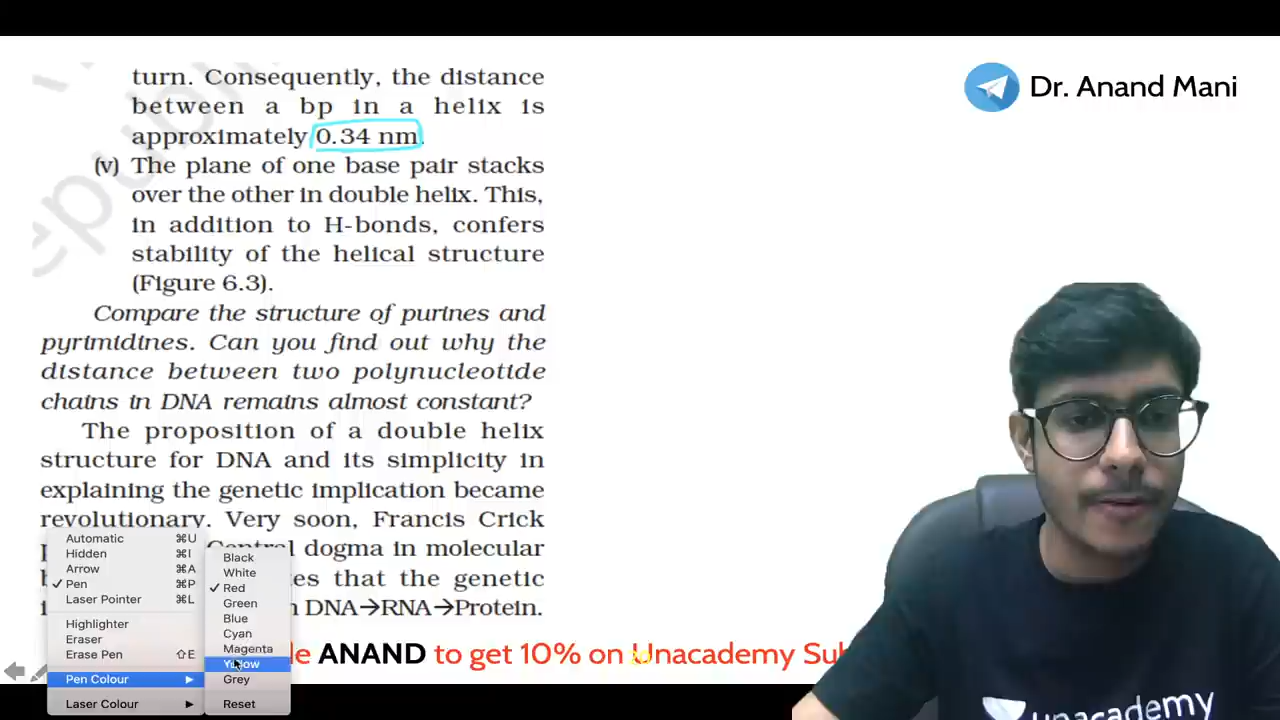 turn. Consequently, the distance
between a bp in a helix is
approximately 0.34 nm.
(v) The plane of one base pair stacks
over the other in double helix. This,
in addition to H-bonds, confers
stability of the helical structure
(Figure 6.3).
Compare the structure of purines and
pyrimidines. Can you find out why the
distance between two polynucleotide
chains in DNA remains almost constant?
The proposition of a double helix
structure for DNA and its simplicity in
explaining the genetic implication became
revolutionary. Very soon, Francis Crick
dogma in molecular
that the genetic
DNA→RNA→Protein.
Dr. Anand Mani
Automatic ⌘U
Hidden ⌘I
Arrow ⌘A
✓ Pen ⌘P
Laser Pointer ⌘L
Highlighter
Eraser
Erase Pen ⇧E
Pen Colour ▶
Laser Colour ▶
Black
White
✓ Red
Green
Blue
Cyan
Magenta
Yellow
Grey
Reset
ANAND to get 10% on Unacademy
unacademy